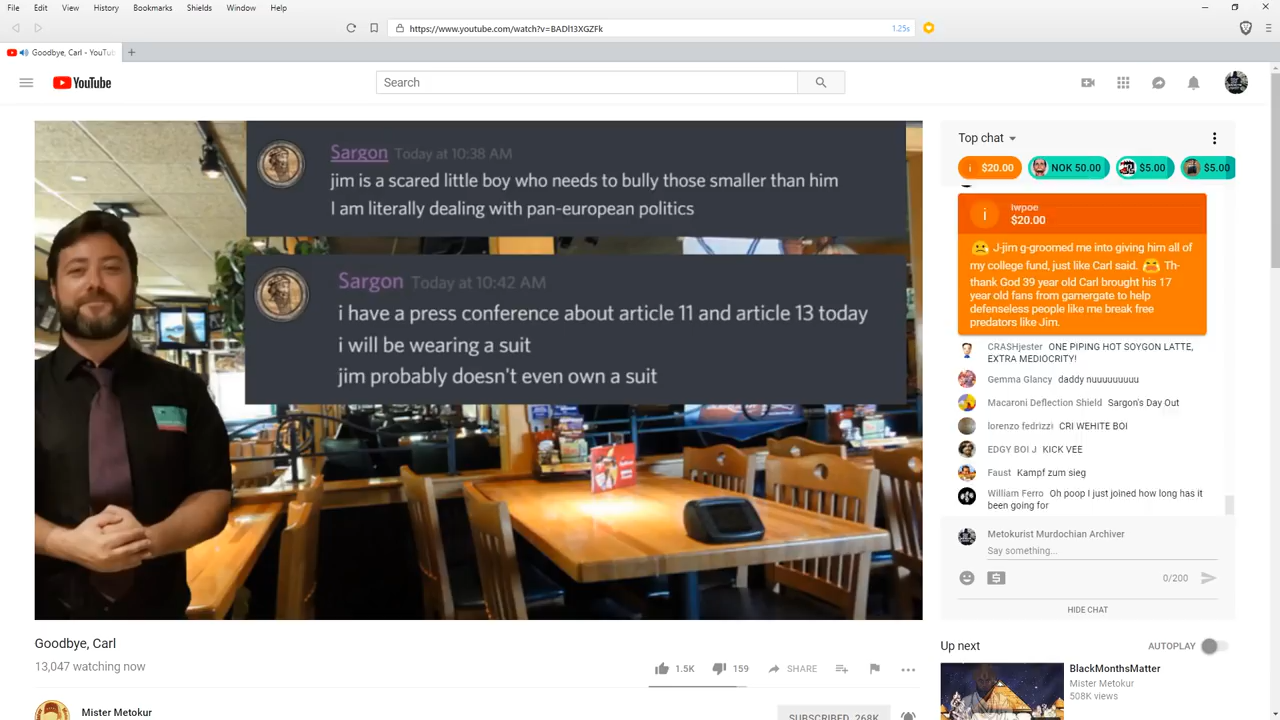 File Edit View History Bookmarks Shields Window Help
https://www.youtube.com/watch?v=BADl13XGZFk
1.25s
Goodbye, Carl - YouTub
YouTube
Search
Sargon Today at 10:38 AM
jim is a scared little boy who needs to bully those smaller than him
I am literally dealing with pan-european politics
Sargon Today at 10:42 AM
i have a press conference about article 11 and article 13 today
i will be wearing a suit
jim probably doesn't even own a suit
Goodbye, Carl
13,047 watching now
1.5K 159 SHARE
Mister Metokur
SUBSCRIBED 268K
Top chat
i $20.00 NOK 50.00 $5.00 $5.00
i
lwpoe
$20.00
J-jim g-groomed me into giving him all of
my college fund, just like Carl said. Th-
thank God 39 year old Carl brought his 17
year old fans from gamergate to help
defenseless people like me break free
predators like Jim.
CRASHjester ONE PIPING HOT SOYGON LATTE,
EXTRA MEDIOCRITY!
Gemma Glancy daddy nuuuuuuuuu
Macaroni Deflection Shield Sargon's Day Out
lorenzo fedrizzi CRI WEHITE BOI
EDGY BOI J KICK VEE
Faust Kampf zum sieg
William Ferro Oh poop I just joined how long has it
been going for
Metokurist Murdochian Archiver
Say something...
0/200
HIDE CHAT
Up next AUTOPLAY
BlackMonthsMatter
Mister Metokur
508K views